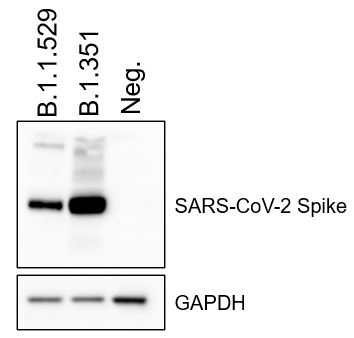 B.1.1.529
B.1.351
Neg.
SARS-CoV-2 Spike
GAPDH